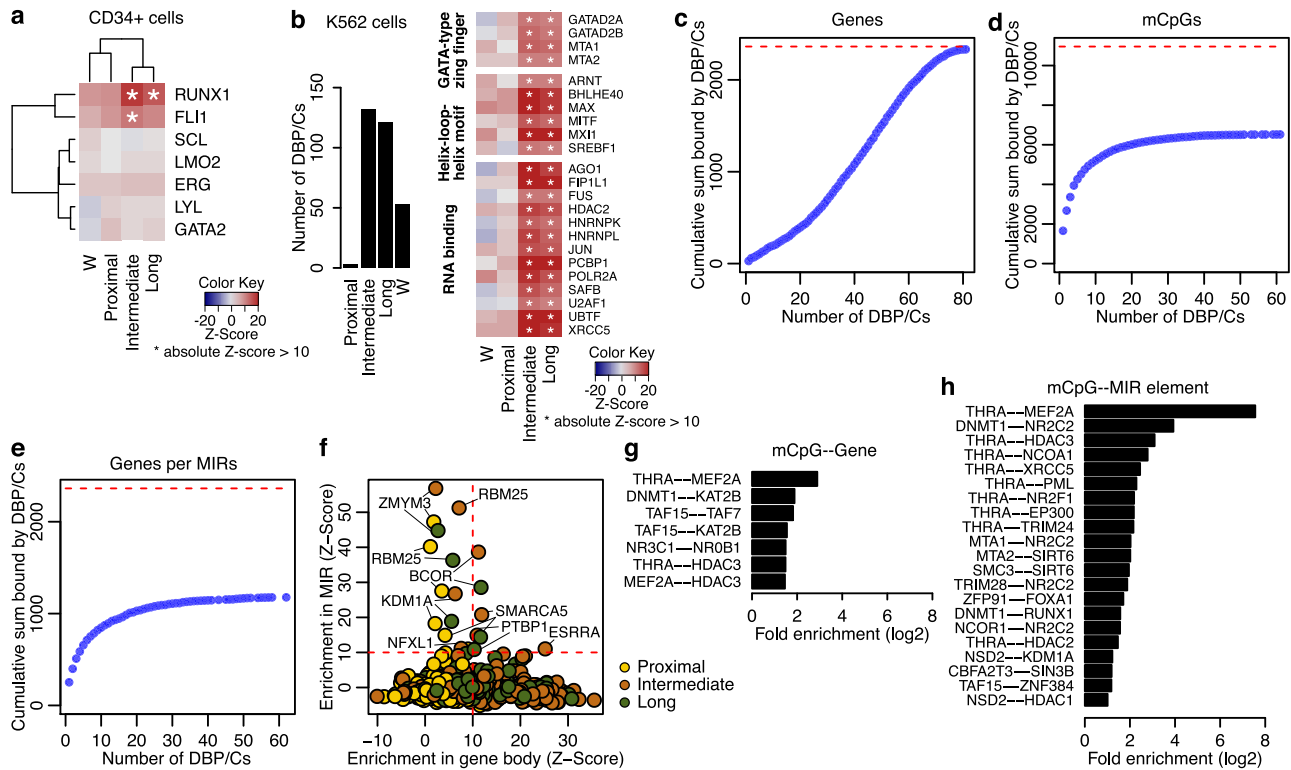 a
CD34+ cells
RUNX1
FLI1
SCL
LMO2
ERG
LYL
GATA2
W
Proximal
Intermediate
Long
Color Key
-20 0 20
Z-Score
* absolute Z-score > 10
b
K562 cells
Number of DBP/Cs
0
50
100
150
Proximal
Intermediate
Long
W
GATA-type
zing finger
Helix-loop-
helix motif
RNA binding
GATAD2A
GATAD2B
MTA1
MTA2
ARNT
BHLHE40
MAX
MITF
MXI1
SREBF1
AGO1
FIP1L1
FUS
HDAC2
HNRNPK
HNRNPL
JUN
PCBP1
POLR2A
SAFB
U2AF1
UBTF
XRCC5
W
Proximal
Intermediate
Long
Color Key
-20 0 20
Z-Score
* absolute Z-score > 10
c
Genes
Cumulative sum bound by DBP/Cs
0
1000
2000
0 20 40 60 80
Number of DBP/Cs
d
mCpGs
Cumulative sum bound by DBP/Cs
0
2000
6000
10000
0 10 20 30 40 50 60
Number of DBP/Cs
e
Genes per MIRs
Cumulative sum bound by DBP/Cs
0
1000
2000
0 10 20 30 40 50 60
Number of DBP/Cs
f
Enrichment in MIR (Z−Score)
0
10
20
30
40
50
ZMYM3
RBM25
RBM25
BCOR
KDM1A
SMARCA5
PTBP1
NFXL1
ESRRA
−10 0 10 20 30
Enrichment in gene body (Z−Score)
Proximal
Intermediate
Long
g
mCpG--Gene
THRA––MEF2A
DNMT1––KAT2B
TAF15––TAF7
TAF15––KAT2B
NR3C1––NR0B1
THRA––HDAC3
MEF2A––HDAC3
0 2 4 6 8
Fold enrichment (log2)
h
mCpG--MIR element
THRA––MEF2A
DNMT1––NR2C2
THRA––HDAC3
THRA––NCOA1
THRA––XRCC5
THRA––PML
THRA––NR2F1
THRA––EP300
THRA––TRIM24
MTA1––NR2C2
MTA2––SIRT6
SMC3––SIRT6
TRIM28––NR2C2
ZFP91––FOXA1
DNMT1––RUNX1
NCOR1––NR2C2
THRA––HDAC2
NSD2––KDM1A
CBFA2T3––SIN3B
TAF15––ZNF384
NSD2––HDAC1
0 2 4 6 8
Fold enrichment (log2)